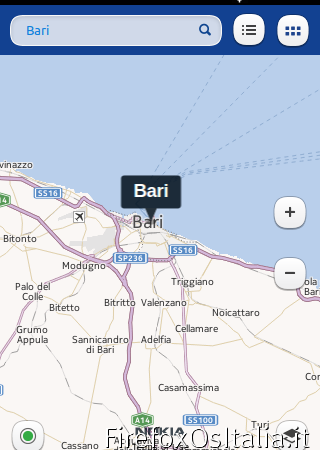 Bari
vinazzo
SS16
14
Bari
Bitonto
Bari
SP236
SS16
Modugno
Palo del
Colle
Triggiano
Bitetto
Bitritto
Valenzano
Noicattaro
Grumo
Appula
Sannicandro
di Bari
Adelfia
Cellamare
Casamassima
A14
SS100
Turi
NOKIA
Cassano
FirefoxOsItalia.it